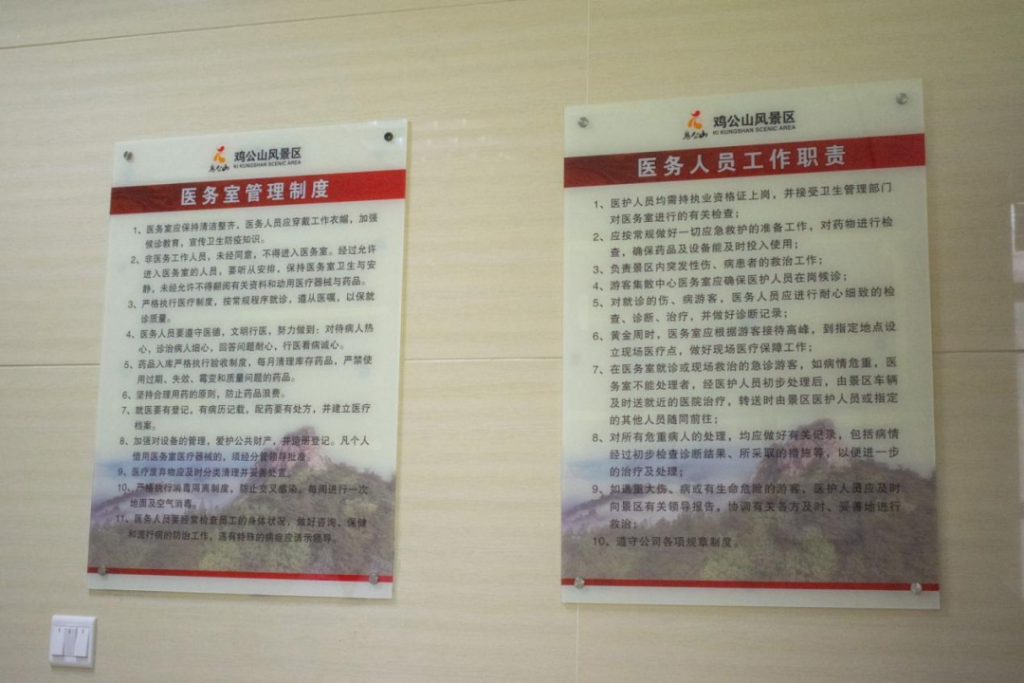 鸡公山
鸡公山风景区
KI KUNGSHAN SCENIC AREA
医务室管理制度
1、医务室应保持清洁整齐，医务人员应穿戴工作衣帽，加强
候诊教育，宣传卫生防疫知识。
2、非医务工作人员，未经同意，不得进入医务室。经过允许
进入医务室的人员，要听从安排，保持医务室卫生与安
静。未经允许不得翻阅有关资料和动用医疗器械与药品。
3、严格执行医疗制度，按常规程序就诊，遵从医嘱，以保就
诊质量。
4、医务人员要遵守医德，文明行医，努力做到：对待病人热
心，诊治病人细心，回答问题耐心，行医看病诚心。
5、药品入库严格执行验收制度，每月清理库存药品，严禁使
用过期、失效、霉变和质量问题的药品。
6、坚持合理用药的原则，防止药品浪费。
7、就医要有登记，有病历记载，配药要有处方，并建立医疗
档案。
8、加强对设备的管理，爱护公共财产，并造册登记。凡个人
借用医务室医疗器械的，须经分管领导批准。
9、医疗废弃物应及时分类清理并妥善处置。
10、严格执行消毒隔离制度，防止交叉感染。每周进行一次
地面及空气消毒。
11、医务人员要经常检查员工的身体状况，做好咨询、保健
和流行病的防治工作，遇有特殊的病症应请示领导。
鸡公山
鸡公山风景区
KI KUNGSHAN SCENIC AREA
医务人员工作职责
1、医护人员均需持执业资格证上岗，并接受卫生管理部门
对医务室进行的有关检查；
2、应按常规做好一切应急救护的准备工作，对药物进行检
查，确保药品及设备能及时投入使用；
3、负责景区内突发性伤、病患者的救治工作；
4、游客集散中心医务室应确保医护人员在岗候诊；
5、对就诊的伤、病游客，医务人员应进行耐心细致的检
查、诊断、治疗，并做好诊断记录；
6、黄金周时，医务室应根据游客接待高峰，到指定地点设
立现场医疗点，做好现场医疗保障工作；
7、在医务室就诊或现场救治的急诊游客，如病情危重，医
务室不能处理者，经医护人员初步处理后，由景区车辆
及时送就近的医院治疗，转送时由景区医护人员或指定
的其他人员随同前往；
8、对所有危重病人的处理，均应做好有关记录，包括病情
经过初步检查诊断结果、所采取的措施等，以便进一步
的治疗及处理；
9、如遇重大伤、病或有生命危险的游客，医护人员应及时
向景区有关领导报告，协调有关各方及时、妥善地进行
救治；
10、遵守公司各项规章制度。